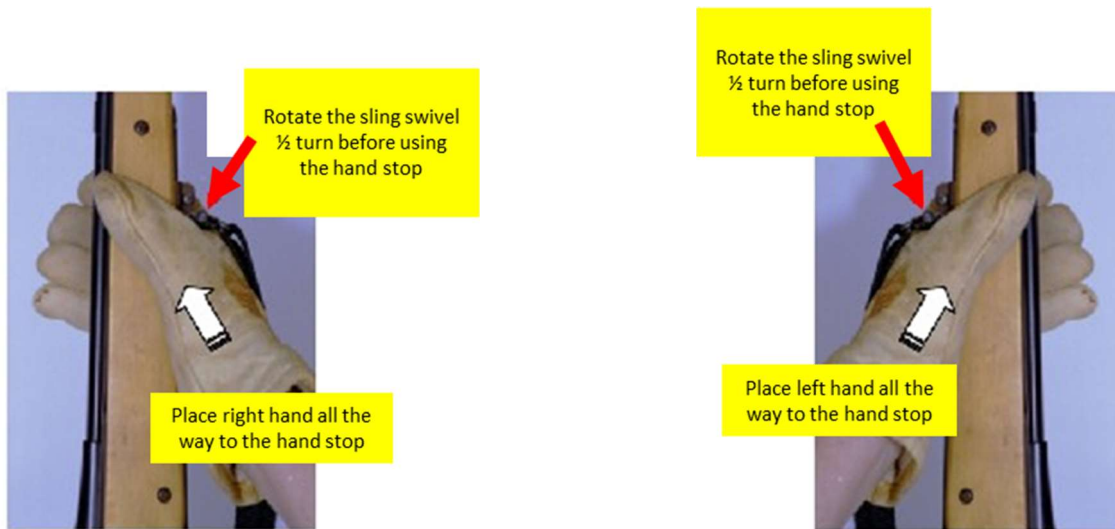 Rotate the sling swivel
½ turn before using
the hand stop
Place right hand all the
way to the hand stop
Rotate the sling swivel
½ turn before using
the hand stop
Place left hand all the
way to the hand stop